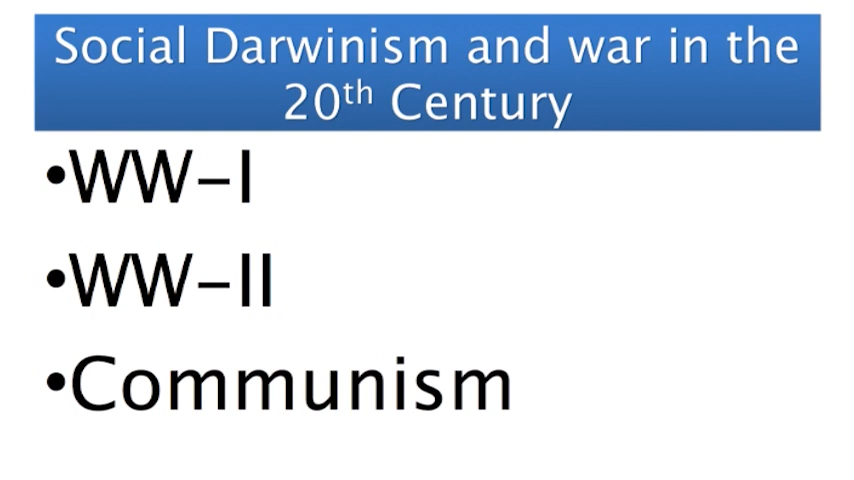 Social Darwinism and war in the
20th Century
•WW-I
•WW-II
•Communism